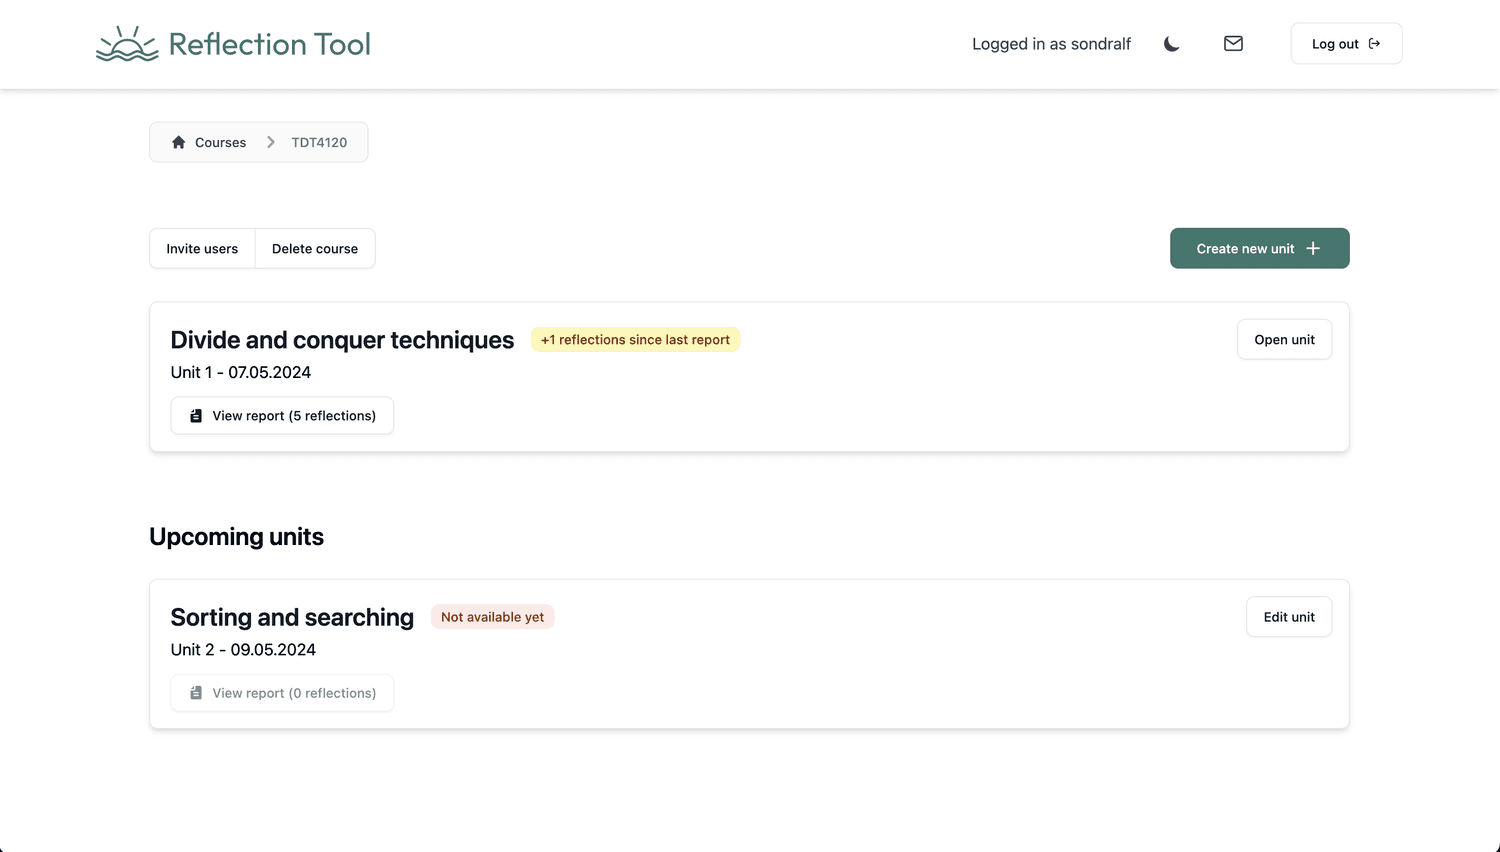 Reflection Tool
Logged in as sondralf
Log out
Courses > TDT4120
Invite users
Delete course
Create new unit +
Divide and conquer techniques
+1 reflections since last report
Open unit
Unit 1 - 07.05.2024
View report (5 reflections)
Upcoming units
Sorting and searching
Not available yet
Edit unit
Unit 2 - 09.05.2024
View report (0 reflections)